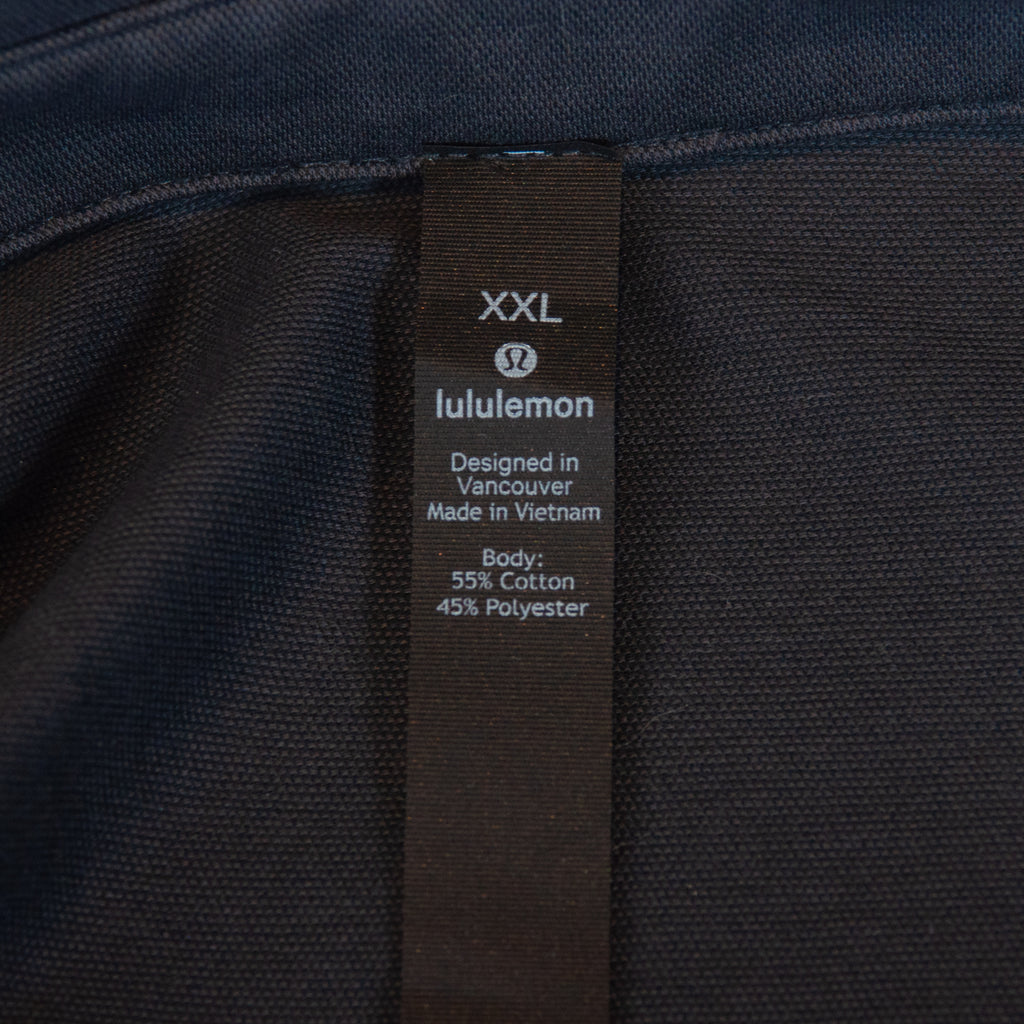 XXL
lululemon
Designed in
Vancouver
Made in Vietnam
Body:
55% Cotton
45% Polyester